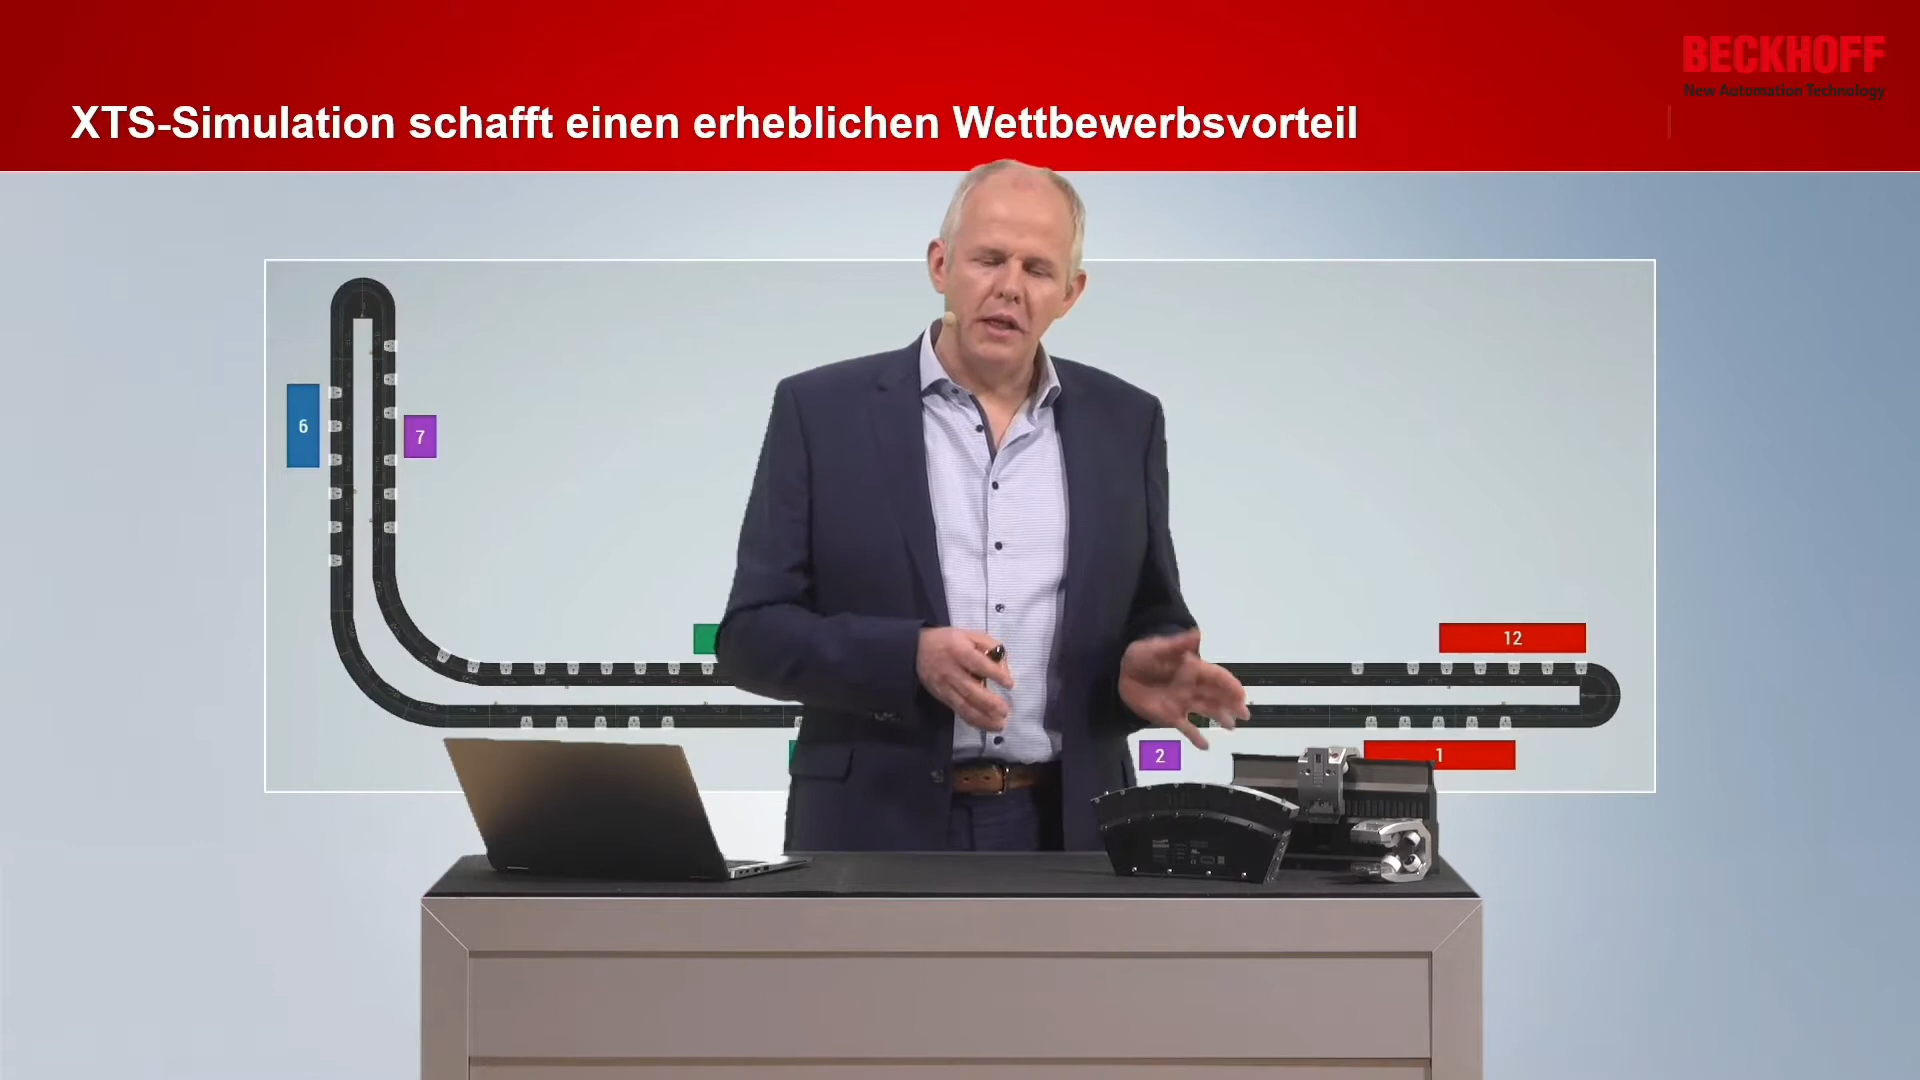 BECKHOFF
New Automation Technology
XTS-Simulation schafft einen erheblichen Wettbewerbsvorteil
6
7
12
2
1